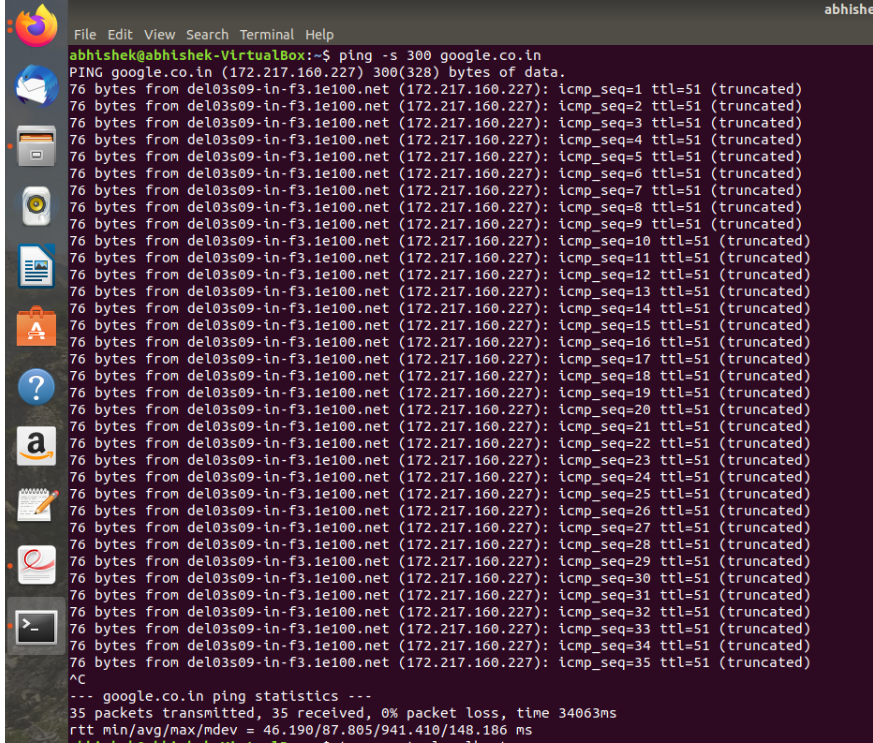 abhishe
File Edit View Search Terminal Help
abhishek@abhishek-VirtualBox:~$ ping -s 300 google.co.in
PING google.co.in (172.217.160.227) 300(328) bytes of data.
76 bytes from del03s09-in-f3.1e100.net (172.217.160.227): icmp_seq=1 ttl=51 (truncated)
76 bytes from del03s09-in-f3.1e100.net (172.217.160.227): icmp_seq=2 ttl=51 (truncated)
76 bytes from del03s09-in-f3.1e100.net (172.217.160.227): icmp_seq=3 ttl=51 (truncated)
76 bytes from del03s09-in-f3.1e100.net (172.217.160.227): icmp_seq=4 ttl=51 (truncated)
76 bytes from del03s09-in-f3.1e100.net (172.217.160.227): icmp_seq=5 ttl=51 (truncated)
76 bytes from del03s09-in-f3.1e100.net (172.217.160.227): icmp_seq=6 ttl=51 (truncated)
76 bytes from del03s09-in-f3.1e100.net (172.217.160.227): icmp_seq=7 ttl=51 (truncated)
76 bytes from del03s09-in-f3.1e100.net (172.217.160.227): icmp_seq=8 ttl=51 (truncated)
76 bytes from del03s09-in-f3.1e100.net (172.217.160.227): icmp_seq=9 ttl=51 (truncated)
76 bytes from del03s09-in-f3.1e100.net (172.217.160.227): icmp_seq=10 ttl=51 (truncated)
76 bytes from del03s09-in-f3.1e100.net (172.217.160.227): icmp_seq=11 ttl=51 (truncated)
76 bytes from del03s09-in-f3.1e100.net (172.217.160.227): icmp_seq=12 ttl=51 (truncated)
76 bytes from del03s09-in-f3.1e100.net (172.217.160.227): icmp_seq=13 ttl=51 (truncated)
76 bytes from del03s09-in-f3.1e100.net (172.217.160.227): icmp_seq=14 ttl=51 (truncated)
76 bytes from del03s09-in-f3.1e100.net (172.217.160.227): icmp_seq=15 ttl=51 (truncated)
76 bytes from del03s09-in-f3.1e100.net (172.217.160.227): icmp_seq=16 ttl=51 (truncated)
76 bytes from del03s09-in-f3.1e100.net (172.217.160.227): icmp_seq=17 ttl=51 (truncated)
76 bytes from del03s09-in-f3.1e100.net (172.217.160.227): icmp_seq=18 ttl=51 (truncated)
76 bytes from del03s09-in-f3.1e100.net (172.217.160.227): icmp_seq=19 ttl=51 (truncated)
76 bytes from del03s09-in-f3.1e100.net (172.217.160.227): icmp_seq=20 ttl=51 (truncated)
76 bytes from del03s09-in-f3.1e100.net (172.217.160.227): icmp_seq=21 ttl=51 (truncated)
76 bytes from del03s09-in-f3.1e100.net (172.217.160.227): icmp_seq=22 ttl=51 (truncated)
76 bytes from del03s09-in-f3.1e100.net (172.217.160.227): icmp_seq=23 ttl=51 (truncated)
76 bytes from del03s09-in-f3.1e100.net (172.217.160.227): icmp_seq=24 ttl=51 (truncated)
76 bytes from del03s09-in-f3.1e100.net (172.217.160.227): icmp_seq=25 ttl=51 (truncated)
76 bytes from del03s09-in-f3.1e100.net (172.217.160.227): icmp_seq=26 ttl=51 (truncated)
76 bytes from del03s09-in-f3.1e100.net (172.217.160.227): icmp_seq=27 ttl=51 (truncated)
76 bytes from del03s09-in-f3.1e100.net (172.217.160.227): icmp_seq=28 ttl=51 (truncated)
76 bytes from del03s09-in-f3.1e100.net (172.217.160.227): icmp_seq=29 ttl=51 (truncated)
76 bytes from del03s09-in-f3.1e100.net (172.217.160.227): icmp_seq=30 ttl=51 (truncated)
76 bytes from del03s09-in-f3.1e100.net (172.217.160.227): icmp_seq=31 ttl=51 (truncated)
76 bytes from del03s09-in-f3.1e100.net (172.217.160.227): icmp_seq=32 ttl=51 (truncated)
76 bytes from del03s09-in-f3.1e100.net (172.217.160.227): icmp_seq=33 ttl=51 (truncated)
76 bytes from del03s09-in-f3.1e100.net (172.217.160.227): icmp_seq=34 ttl=51 (truncated)
76 bytes from del03s09-in-f3.1e100.net (172.217.160.227): icmp_seq=35 ttl=51 (truncated)
^C
--- google.co.in ping statistics ---
35 packets transmitted, 35 received, 0% packet loss, time 34063ms
rtt min/avg/max/mdev = 46.190/87.805/941.410/148.186 ms